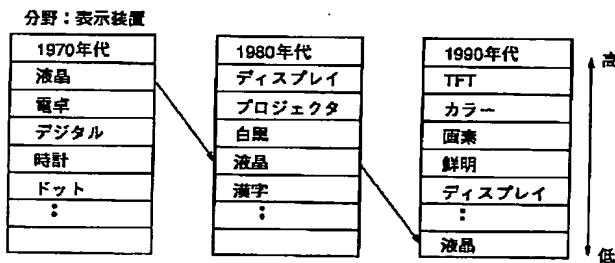 分野：表示装置
1970年代
液晶
電卓
デジタル
時計
ドット
⋮
1980年代
ディスプレイ
プロジェクタ
白黒
液晶
漢字
⋮
1990年代
TFT
カラー
画素
鮮明
ディスプレイ
⋮
液晶
高
低